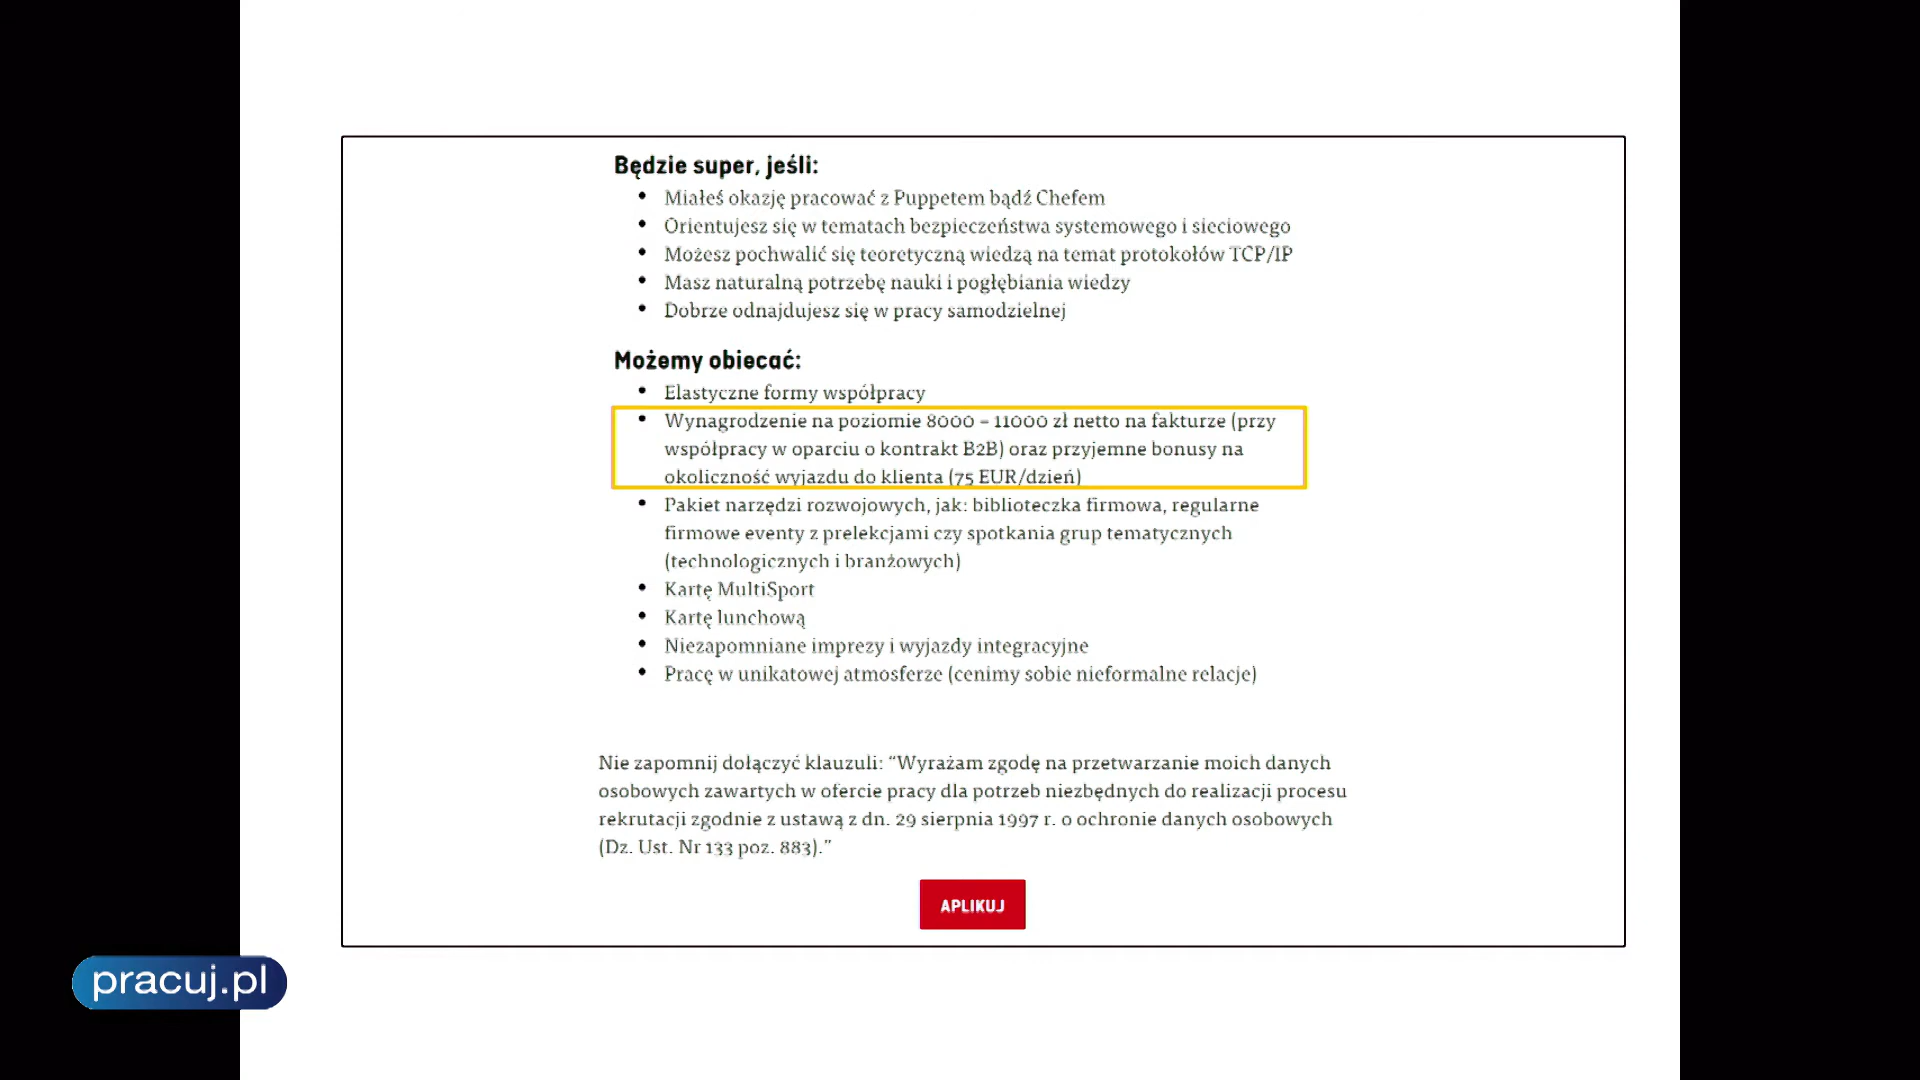 Będzie super, jeśli:
• Miałeś okazję pracować z Puppetem bądź Chefem
• Orientujesz się w tematach bezpieczeństwa systemowego i sieciowego
• Możesz pochwalić się teoretyczną wiedzą na temat protokołów TCP/IP
• Masz naturalną potrzebę nauki i pogłębiania wiedzy
• Dobrze odnajdujesz się w pracy samodzielnej
Możemy obiecać:
• Elastyczne formy współpracy
• Wynagrodzenie na poziomie 8000 – 11000 zł netto na fakturze (przy
współpracy w oparciu o kontrakt B2B) oraz przyjemne bonusy na
okoliczność wyjazdu do klienta (75 EUR/dzień)
• Pakiet narzędzi rozwojowych, jak: biblioteczka firmowa, regularne
firmowe eventy z prelekcjami czy spotkania grup tematycznych
(technologicznych i branżowych)
• Kartę MultiSport
• Kartę lunchową
• Niezapomniane imprezy i wyjazdy integracyjne
• Pracę w unikatowej atmosferze (cenimy sobie nieformalne relacje)
Nie zapomnij dołączyć klauzuli: “Wyrażam zgodę na przetwarzanie moich danych
osobowych zawartych w ofercie pracy dla potrzeb niezbędnych do realizacji procesu
rekrutacji zgodnie z ustawą z dn. 29 sierpnia 1997 r. o ochronie danych osobowych
(Dz. Ust. Nr 133 poz. 883).”
APLIKUJ
pracuj.pl